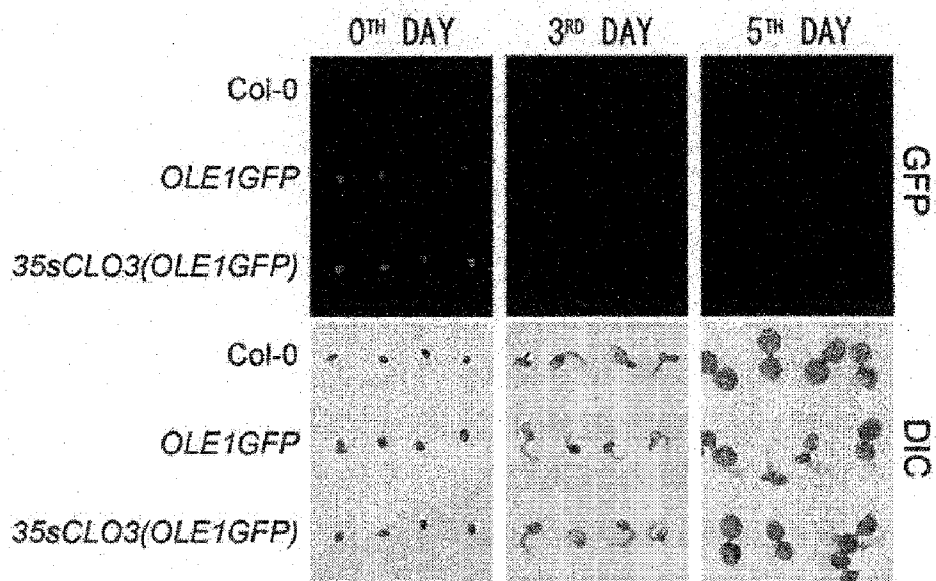 0TH DAY 3RD DAY 5TH DAY
Col-0
OLE1GFP
35sCLO3(OLE1GFP)
GFP
Col-0
OLE1GFP
35sCLO3(OLE1GFP)
DIC